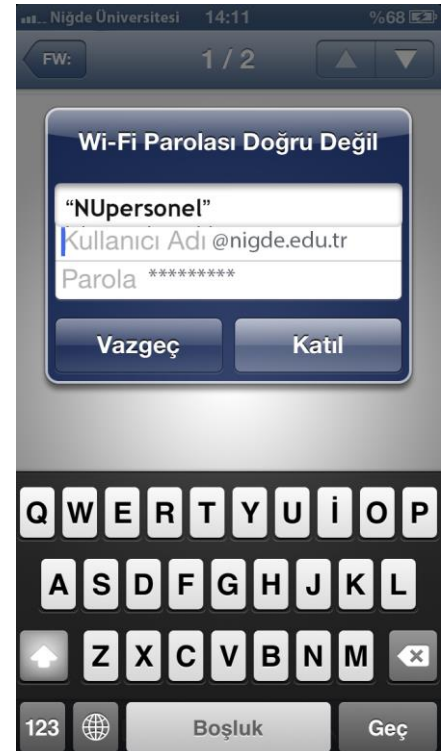 Niğde Üniversitesi 14:11 %68
FW: 1 / 2
Wi-Fi Parolası Doğru Değil
“NUpersonel”
Kullanıcı Adı @nigde.edu.tr
Parola *********
Vazgeç Katıl
Q W E R T Y U İ O P
A S D F G H J K L
Z X C V B N M
123 Boşluk Geç